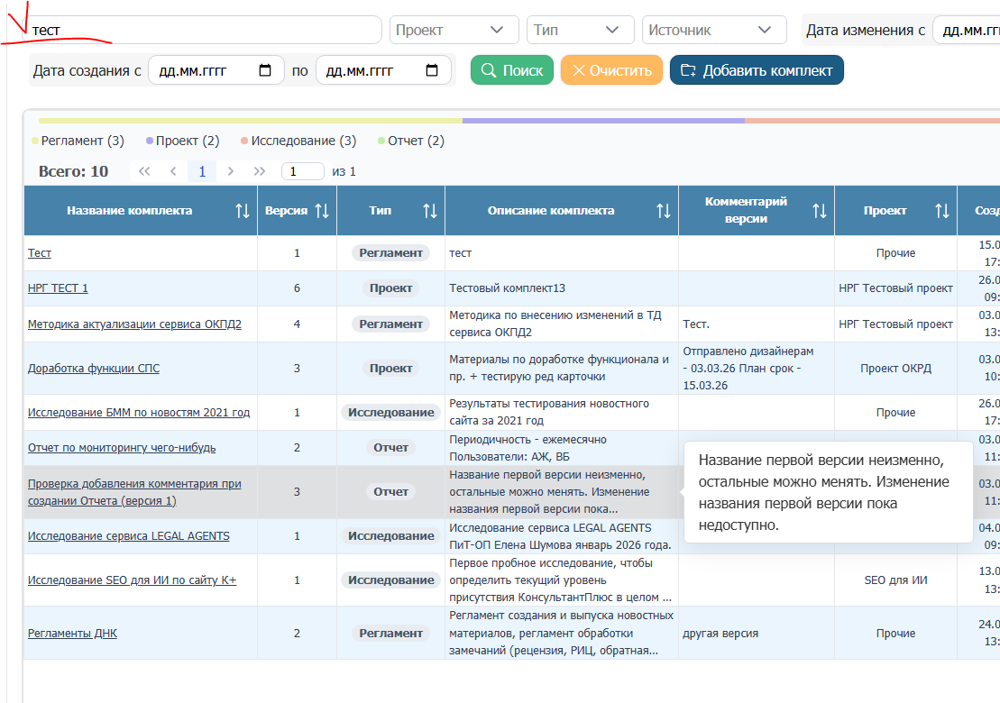 тест
Проект
Тип
Источник
Дата изменения с
дд.мм.гг
Дата создания с
дд.мм.гггг
по
дд.мм.гггг
Поиск
Очистить
Добавить комплект
Регламент (3)
Проект (2)
Исследование (3)
Отчет (2)
Всего: 10
1
1
из 1
Название комплекта
Версия
Тип
Описание комплекта
Комментарий
версии
Проект
Созд
Тест
1
Регламент
тест
Прочие
15.0
17:
НРГ ТЕСТ 1
6
Проект
Тестовый комплект13
НРГ Тестовый проект
26.0
09:
Методика актуализации сервиса ОКПД2
4
Регламент
Методика по внесению изменений в ТД
сервиса ОКПД2
Тест.
НРГ Тестовый проект
03.0
13:
Доработка функции СПС
3
Проект
Материалы по доработке функционала и
пр. + тестирую ред карточки
Отправлено дизайнерам
- 03.03.26 План срок -
15.03.26
Проект ОКРД
03.0
10:
Исследование БММ по новостям 2021 год
1
Исследование
Результаты тестирования новостного
сайта за 2021 год
Прочие
26.0
17:
Отчет по мониторингу чего-нибудь
2
Отчет
Периодичность - ежемесячно
Пользователи: АЖ, ВБ
03.0
11:
Проверка добавления комментария при
создании Отчета (версия 1)
3
Отчет
Название первой версии неизменно,
остальные можно менять. Изменение
названия первой версии пока...
Название первой версии неизменно,
остальные можно менять. Изменение
названия первой версии пока
недоступно.
03.0
11:
Исследование сервиса LEGAL AGENTS
1
Исследование
Исследование сервиса LEGAL AGENTS
ПиТ-ОП Елена Шумова январь 2026 года.
04.0
09:
Исследование SEO для ИИ по сайту К+
1
Исследование
Первое пробное исследование, чтобы
определить текущий уровень
присутствия КонсультантПлюс в целом ...
SEO для ИИ
13.0
13:
Регламенты ДНК
2
Регламент
Регламент создания и выпуска новостных
материалов, регламент обработки
замечаний (рецензия, РИЦ, обратная...
другая версия
Прочие
24.0
13: